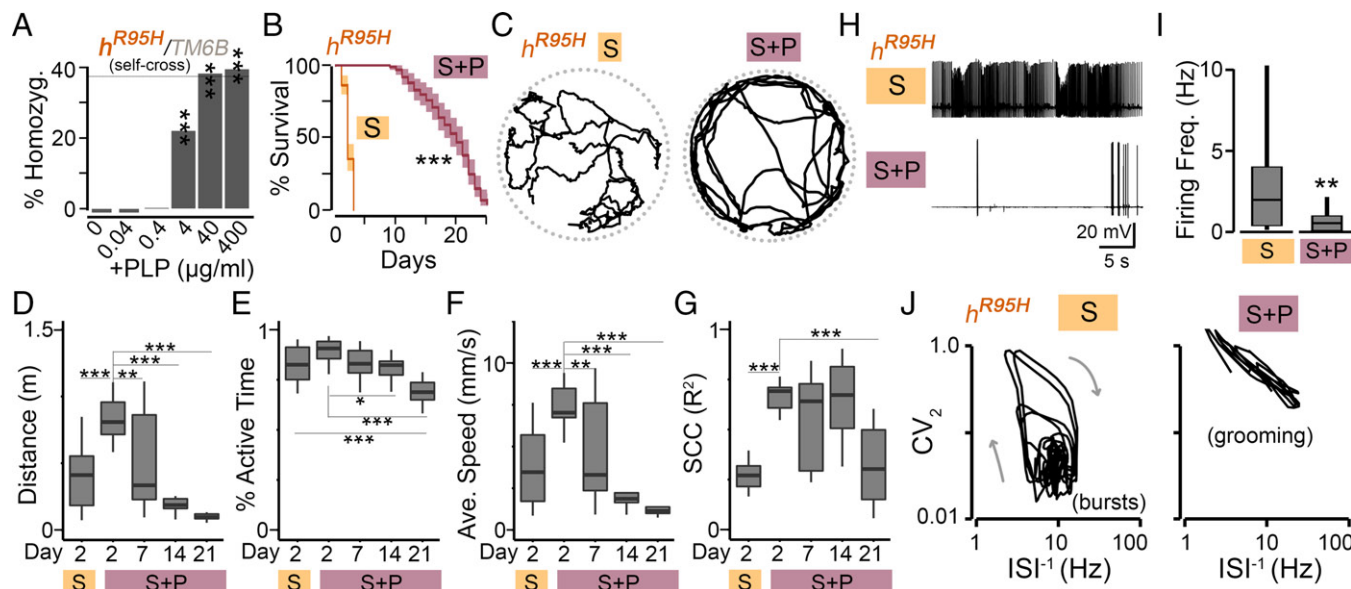 A
h^R95H/TM6B
(self-cross)
% Homozyg.
40
20
0
***
***
***
0
0.04
0.4
4
40
400
+PLP (µg/ml)
B
h^R95H
S+P
S
***
% Survival
100
50
0
0
10
20
Days
C
h^R95H
S
S+P
H
h^R95H
S
S+P
20 mV
5 s
I
Firing Freq. (Hz)
10
5
0
**
S
S+P
D
Distance (m)
1.5
0
***
***
*** **
Day 2 2 7 14 21
S
S+P
E
% Active Time
1
0
*
***
***
Day 2 2 7 14 21
S
S+P
F
Ave. Speed (mm/s)
10
0
***
***
*** **
Day 2 2 7 14 21
S
S+P
G
SCC (R²)
1
0
***
***
Day 2 2 7 14 21
S
S+P
J
h^R95H
S
S+P
CV₂
1.0
0.01
(bursts)
(grooming)
1 10 100
ISI⁻¹ (Hz)
1 10 100
ISI⁻¹ (Hz)